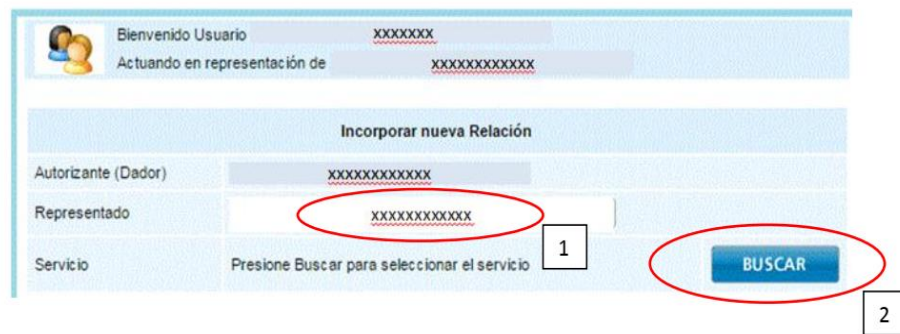 Bienvenido Usuario xxxxxxx
Actuando en representación de xxxxxxxxxxxx
Incorporar nueva Relación
Autorizante (Dador) xxxxxxxxxxxx
Representado xxxxxxxxxxxx
1
Servicio Presione Buscar para seleccionar el servicio BUSCAR
2